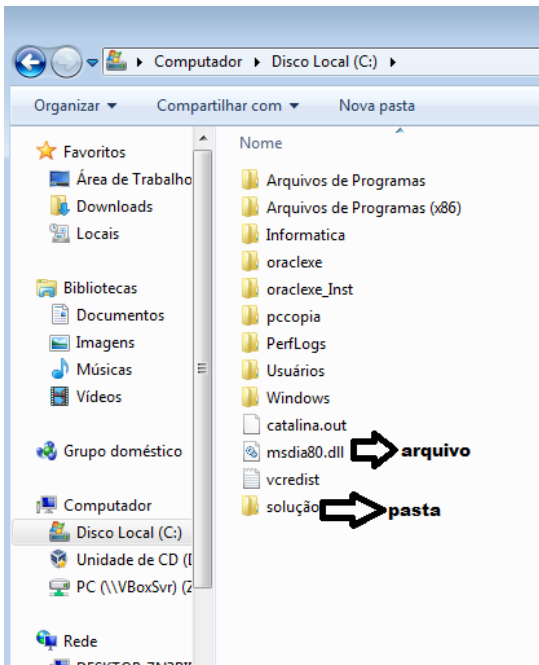 Computador Disco Local (C:)
Organizar Compartilhar com Nova pasta
Favoritos
Área de Trabalho
Downloads
Locais
Bibliotecas
Documentos
Imagens
Músicas
Vídeos
Grupo doméstico
Computador
Disco Local (C:)
Unidade de CD (
PC (\\VBoxSvr) (
Rede
Nome
Arquivos de Programas
Arquivos de Programas (x86)
Informatica
oraclexe
oraclexe_Inst
pccopia
PerfLogs
Usuários
Windows
catalina.out
msdia80.dll arquivo
vcredist
solução pasta